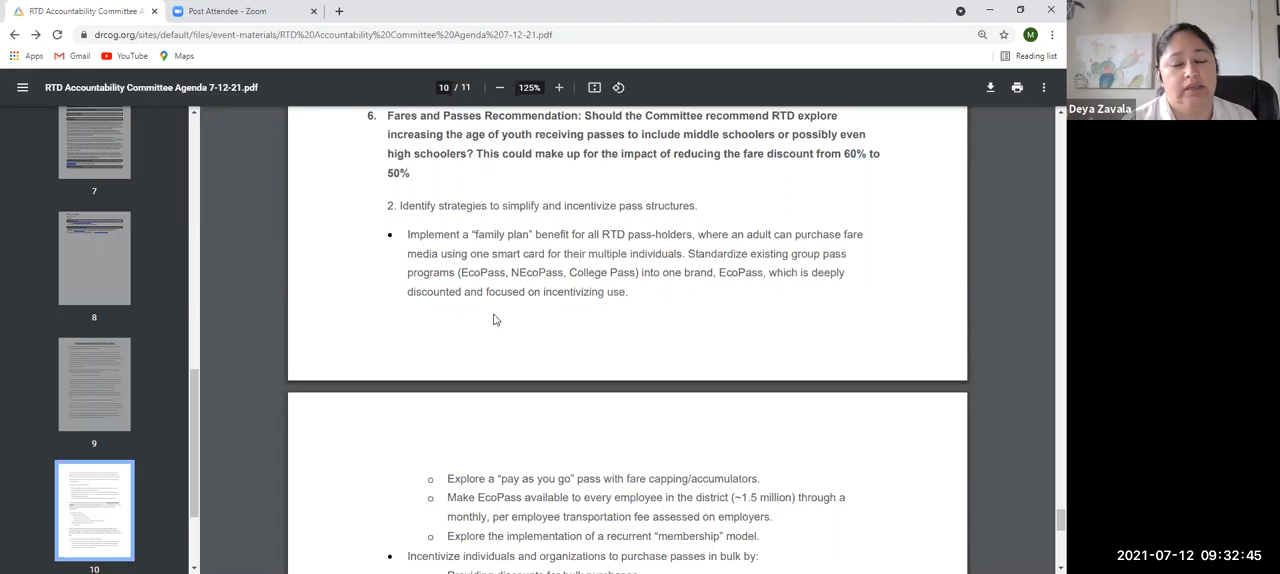 RTD Accountability Committee A
Post Attendee - Zoom
drcog.org/sites/default/files/event-materials/RTD%20Accountability%20Committee%20Agenda%207-12-21.pdf
M
Apps
Gmail
YouTube
Maps
Reading list
RTD Accountability Committee Agenda 7-12-21.pdf
10 / 11
125%
Deya Zavala
7
8
9
10
6. Fares and Passes Recommendation: Should the Committee recommend RTD explore
increasing the age of youth receiving passes to include middle schoolers or possibly even
high schoolers? This could make up for the impact of reducing the fare discount from 60% to
50%
2. Identify strategies to simplify and incentivize pass structures.
• Implement a “family plan” benefit for all RTD pass-holders, where an adult can purchase fare
media using one smart card for their multiple individuals. Standardize existing group pass
programs (EcoPass, NEcoPass, College Pass) into one brand, EcoPass, which is deeply
discounted and focused on incentivizing use.
o Explore a “pay as you go” pass with fare capping/accumulators.
o Make EcoPass available to every employee in the district (~1.5 million) through a
monthly, per-employee transportation fee assessed on employers.
o Explore the implementation of a recurrent “membership” model.
• Incentivize individuals and organizations to purchase passes in bulk by:
Providing discounts for bulk purchases
2021-07-12 09:32:45